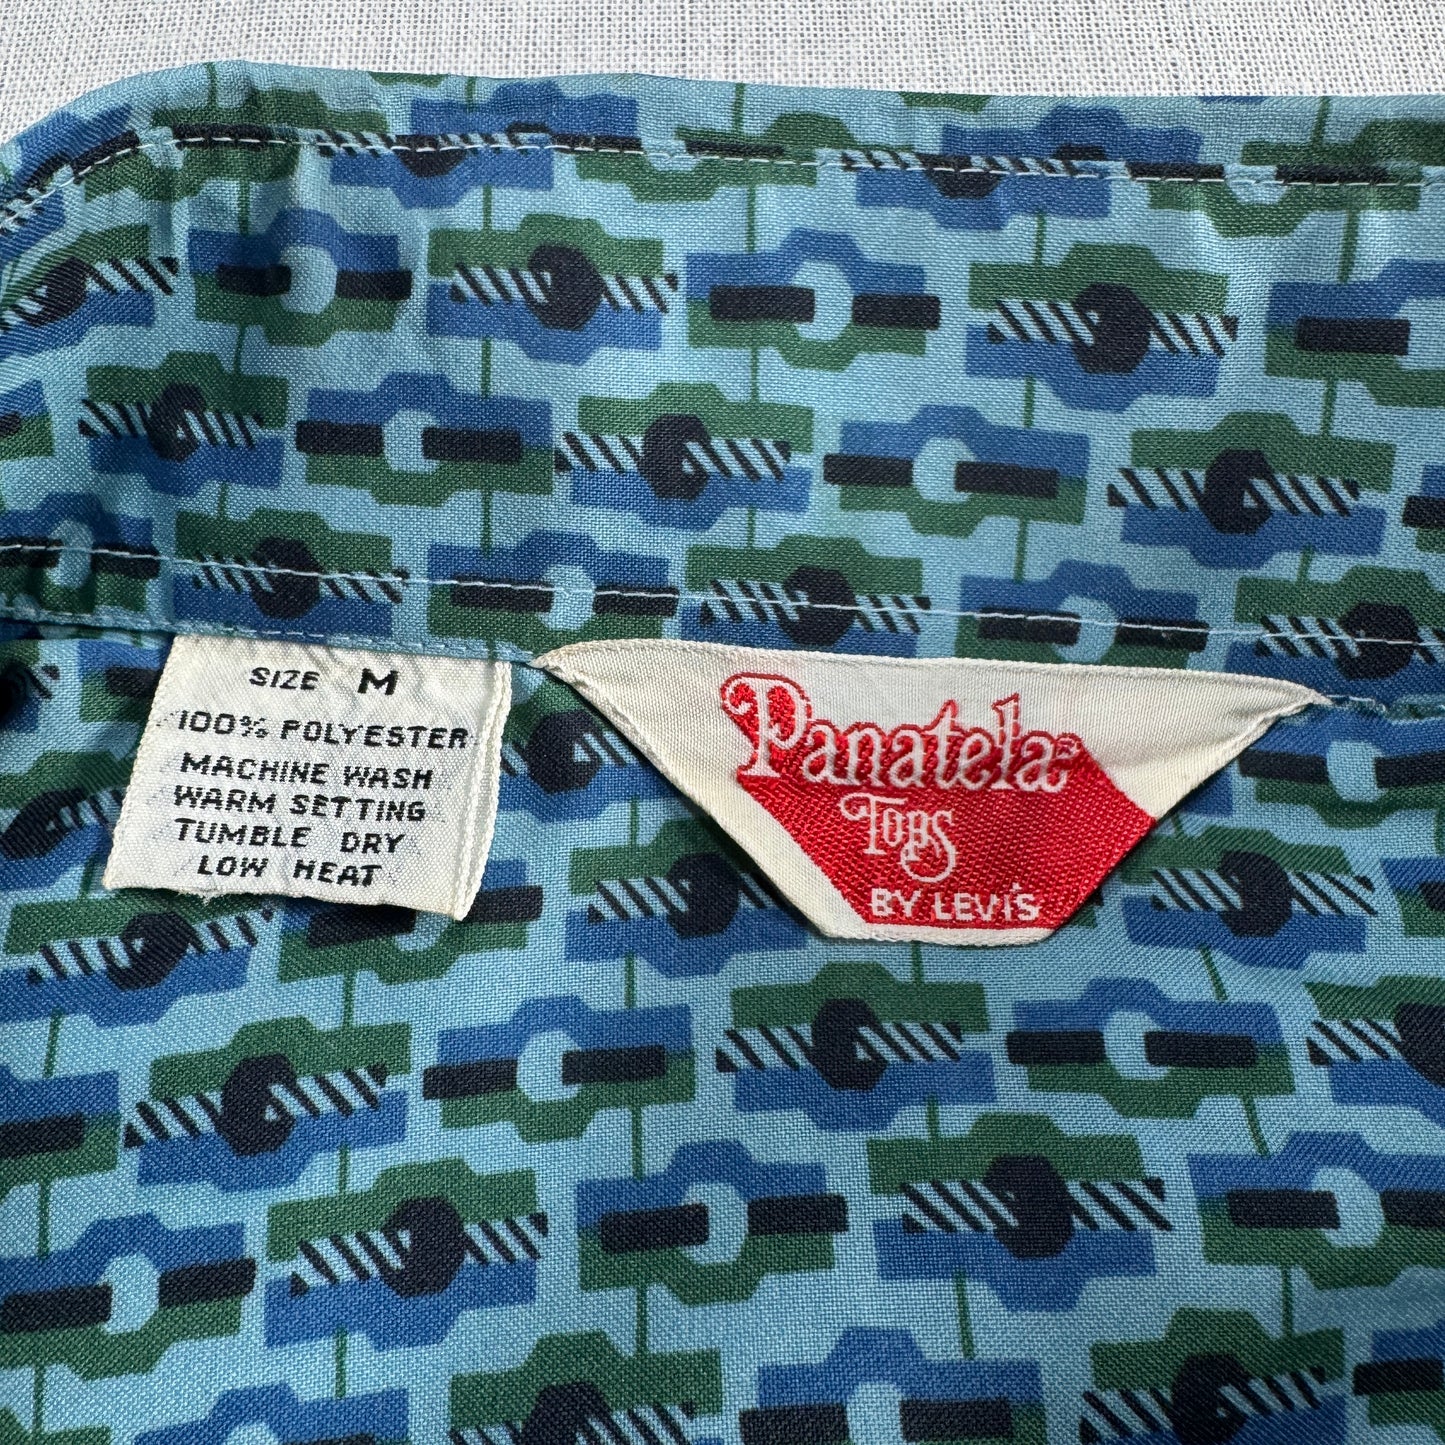 SIZE M
100% POLYESTER
MACHINE WASH
WARM SETTING
TUMBLE DRY
LOW HEAT
Panatela®
TOPS
BY LEVI'S